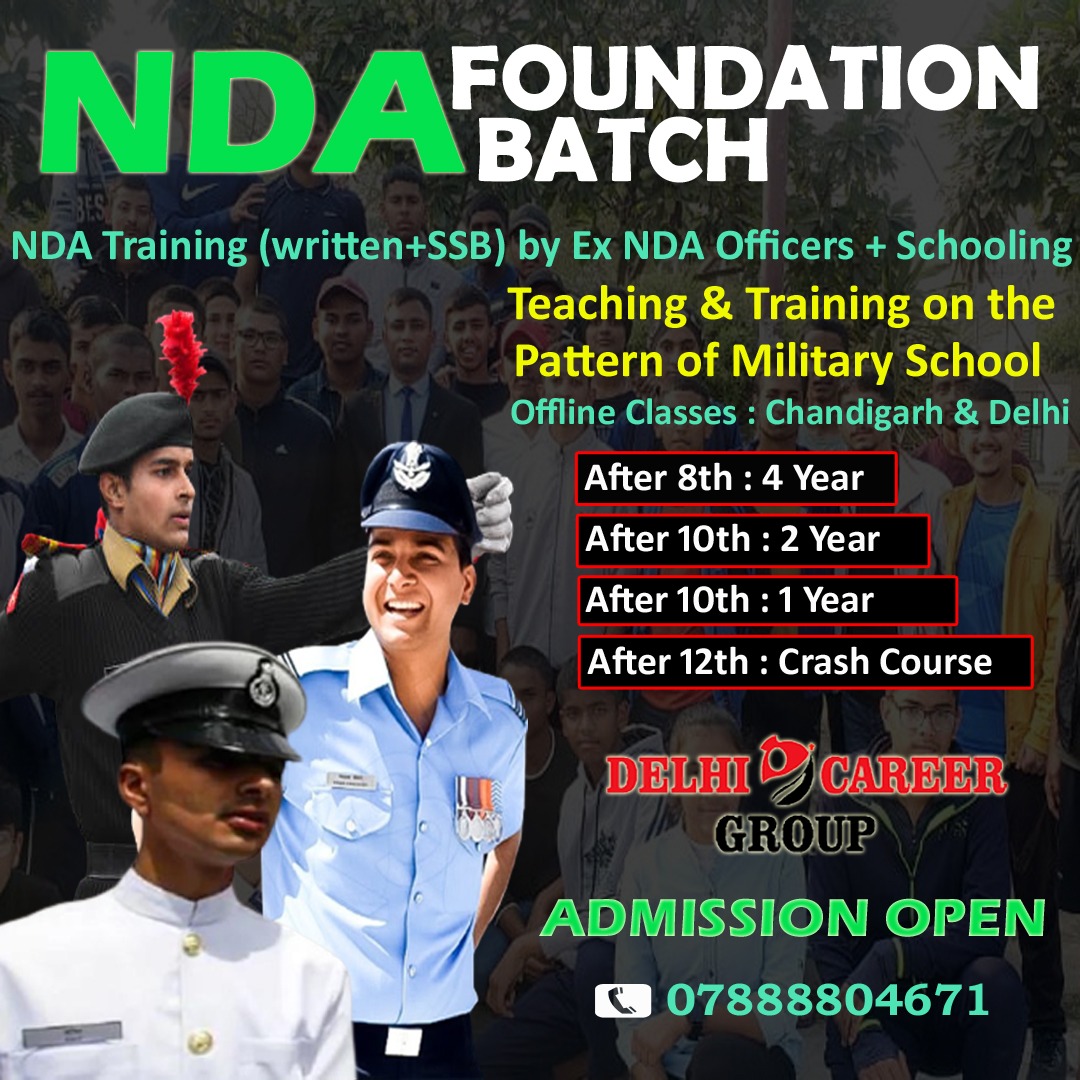 NDA FOUNDATION
BATCH
NDA Training (written+SSB) by Ex NDA Officers + Schooling
Teaching & Training on the
Pattern of Military School
Offline Classes : Chandigarh & Delhi
After 8th : 4 Year
After 10th : 2 Year
After 10th : 1 Year
After 12th : Crash Course
DELHI CAREER
GROUP
ADMISSION OPEN
07888804671